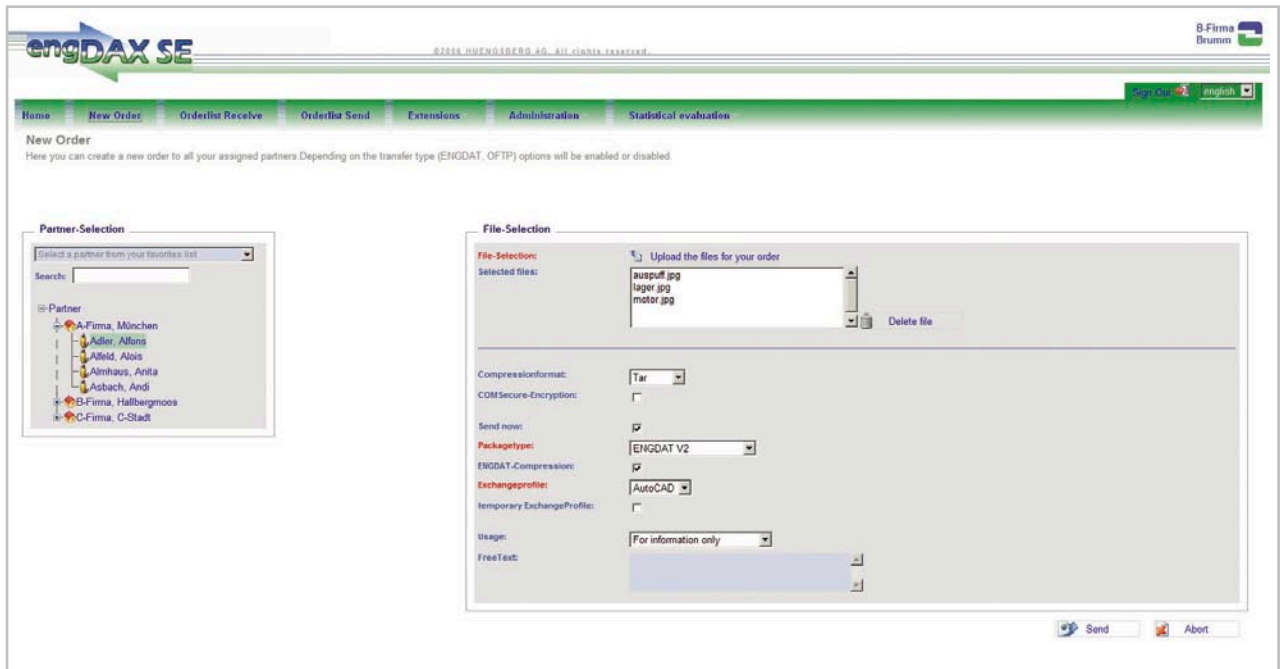 engDAX SE
©2006 HUENGSBERG AG. All rights reserved.
B-Firma
Brumm
Sign Out english
Home New Order Orderlist Receive Orderlist Send Extensions Administration Statistical evaluation
New Order
Here you can create a new order to all your assigned partners.Depending on the transfer type (ENGDAT, OFTP) options will be enabled or disabled.
Partner-Selection
Select a partner from your favorites list
Search:
Partner
A-Firma, München
Adler, Alfons
Alfeld, Alois
Almhaus, Anita
Asbach, Andi
B-Firma, Hallbergmoos
C-Firma, C-Stadt
File-Selection
File-Selection: Upload the files for your order
Selected files:
auspuff.jpg
lager.jpg
motor.jpg
Delete file
Compressionformat: Tar
COMSecure-Encryption:
Send now:
Packagetype: ENGDAT V2
ENGDAT-Compression:
Exchangeprofile: AutoCAD
temporary ExchangeProfile:
Usage: For information only
FreeText:
Send Abort